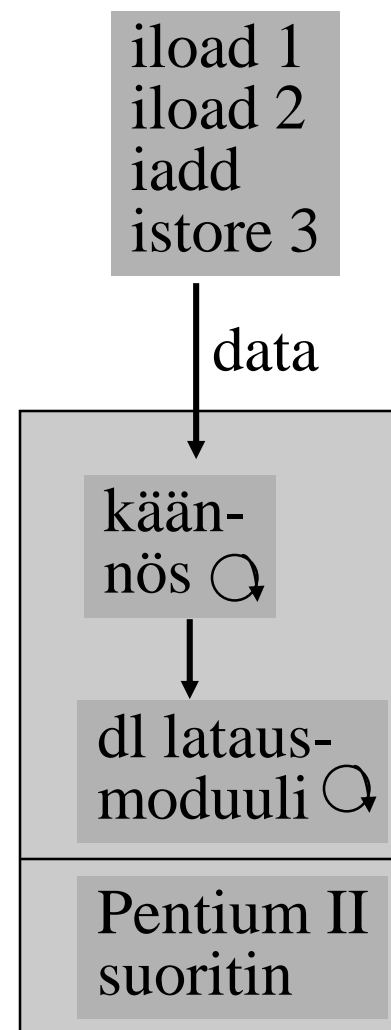 iload 1
iload 2
iadd
istore 3
data
kään-
nös
dl lataus-
moduuli
Pentium II
suoritin